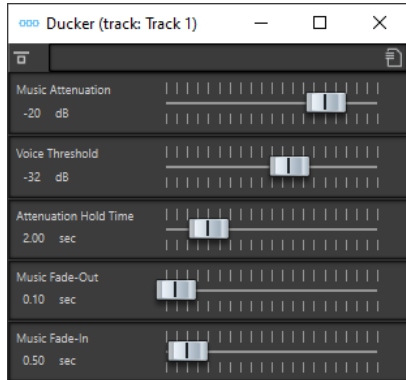 Ducker (track: Track 1)
Music Attenuation
-20 dB
Voice Threshold
-32 dB
Attenuation Hold Time
2.00 sec
Music Fade-Out
0.10 sec
Music Fade-In
0.50 sec